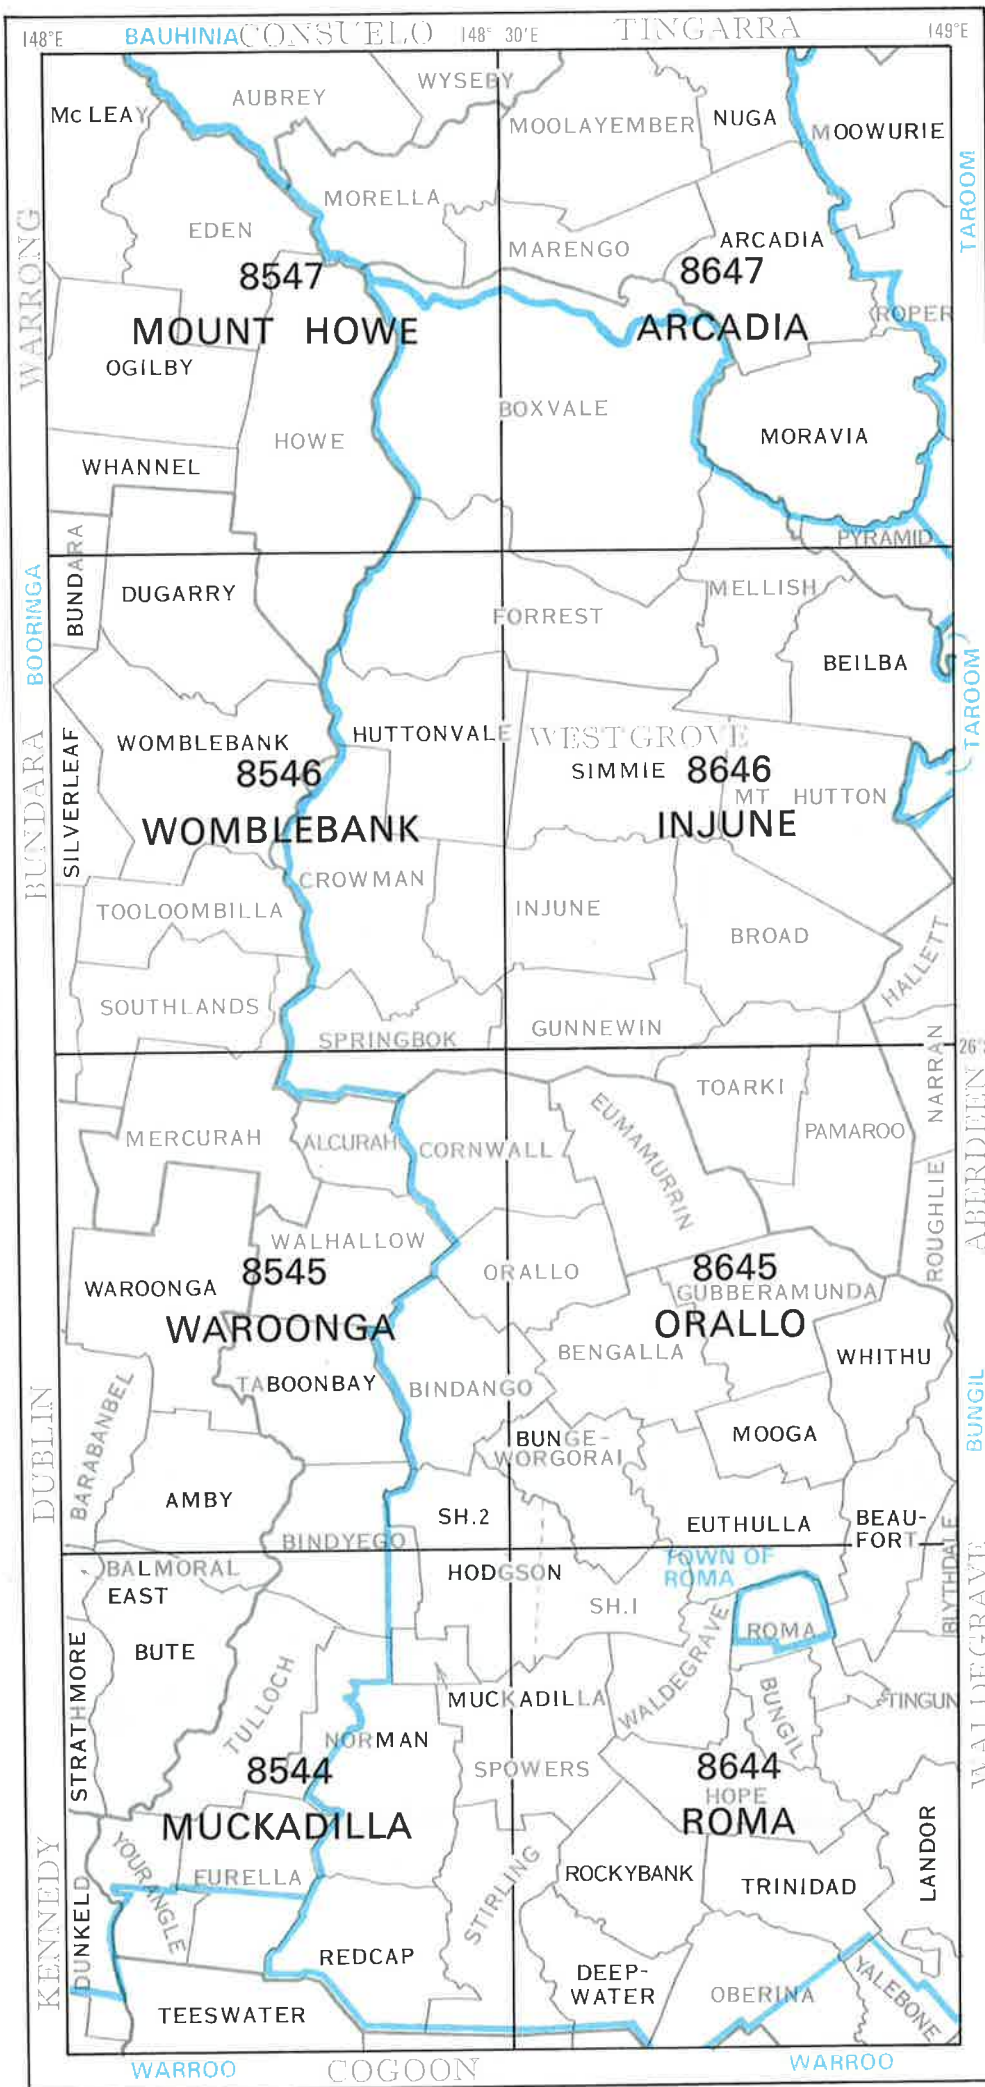 148°E
BAUHINIA
CONSUELO
148° 30'E
TINGARRA
149°E
WYSEBY
AUBREY
McLEAY
MOOLAYEMBER
NUGA
MOOWURIE
TAROOM
MORELLA
WARRONG
EDEN
MARENGO
ARCADIA
8547
8647
ROPER
MOUNT HOWE
ARCADIA
OGILBY
BOXVALE
HOWE
MORAVIA
WHANNEL
PYRAMID
BUNDARA
BOORINGA
DUGARRY
MELLISH
FORREST
BEILBA
TAROOM
HUTTONVALE
WESTGROVE
WOMBLEBANK
SIMMIE
8546
8646
MT HUTTON
BUNDARA
SILVERLEAF
WOMBLEBANK
INJUNE
CROWMAN
TOOLOOMBILLA
INJUNE
BROAD
HALLETT
SOUTHLANDS
GUNNEWIN
SPRINGBOK
26°
NARRAN
TOARKI
ABERDEEN
MERCURAH
ALCURAH
CORNWALL
EUMAMURRIN
PAMAROO
ROUGHLIE
WALHALLOW
8545
ORALLO
8645
WAROONGA
GUBBERAMUNDA
WAROONGA
ORALLO
BENGALLA
WHITHU
TABOONBAY
BINDANGO
BUNGIL
DUBLIN
BARABANBEL
BUNGE-
WORGORAI
MOOGA
AMBY
SH.2
EUTHULLA
BEAU-
FORT
BINDYEGO
BLYTHDALE
BALMORAL
EAST
HODGSON
TOWN OF
ROMA
SH.1
WALDEGRAVE
ROMA
BUTE
WALDEGRAVE
STRATHMORE
TULLOCH
MUCKADILLA
BUNGIL
TINGUN
NORMAN
8544
SPOWERS
8644
HOPE
MUCKADILLA
ROMA
KENNEDY
YOURANGLE
EURELLA
STIRLING
ROCKYBANK
TRINIDAD
LANDOR
DUNKELD
REDCAP
DEEP-
WATER
OBERINA
YALEBONE
TEESWATER
WARROO
COGOON
WARROO